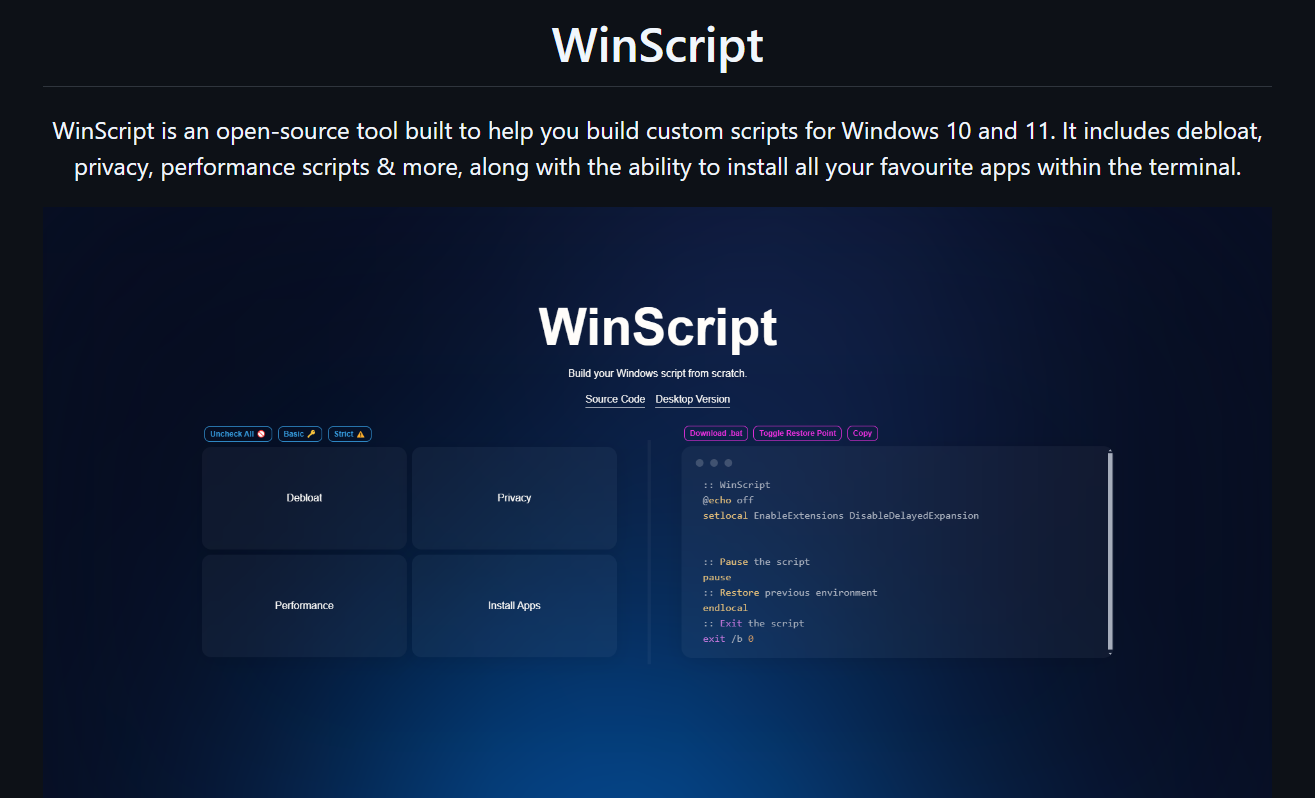 WinScript
WinScript is an open-source tool built to help you build custom scripts for Windows 10 and 11. It includes debloat,
privacy, performance scripts & more, along with the ability to install all your favourite apps within the terminal.
WinScript
Build your Windows script from scratch.
Source Code Desktop Version
Uncheck All 🚫 Basic 🔑 Strict ⚠️
Debloat Privacy
Performance Install Apps
Download .bat Toggle Restore Point Copy
:: WinScript
@echo off
setlocal EnableExtensions DisableDelayedExpansion
:: Pause the script
pause
:: Restore previous environment
endlocal
:: Exit the script
exit /b 0